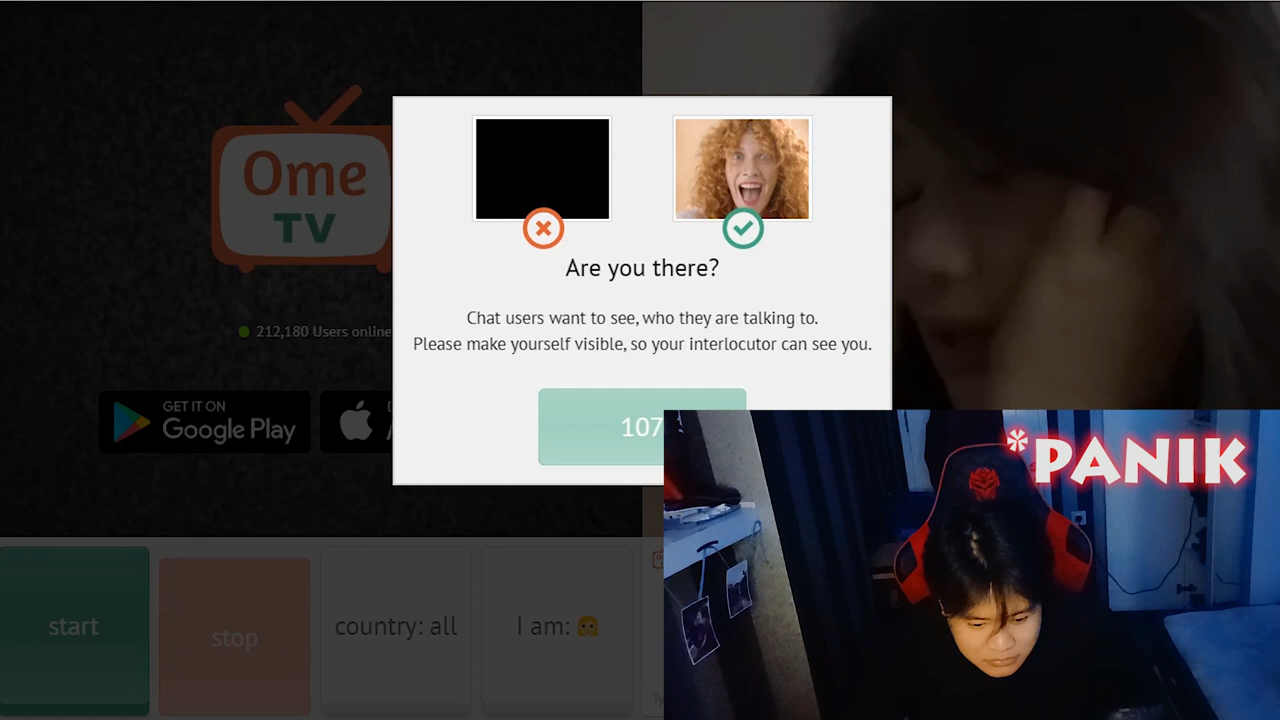 Ome
TV
212,180 Users online
GET IT ON
Google Play
Are you there?
Chat users want to see, who they are talking to.
Please make yourself visible, so your interlocutor can see you.
107
*PANIK
start
stop
country: all
I am: 👩